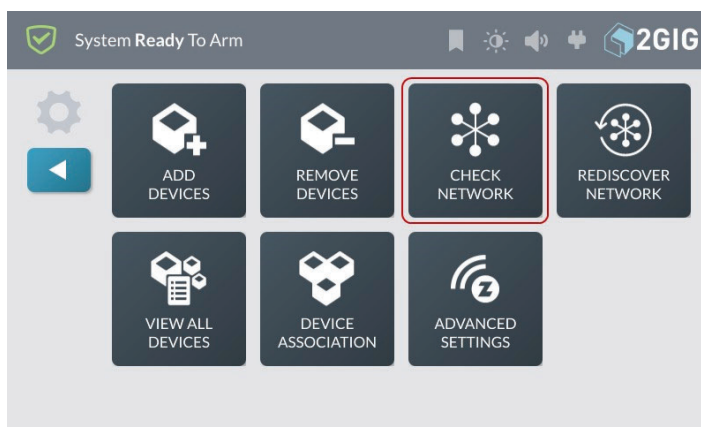 System Ready To Arm
2GIG
ADD
DEVICES
REMOVE
DEVICES
CHECK
NETWORK
REDISCOVER
NETWORK
VIEW ALL
DEVICES
DEVICE
ASSOCIATION
Z
ADVANCED
SETTINGS